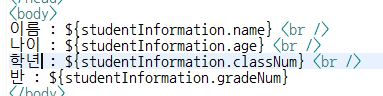 </head>
<body>
이름 : ${studentInformation.name} <br />
나이 : ${studentInformation.age} <br />
학년 : ${studentInformation.classNum} <br />
반 : ${studentInformation.gradeNum}
</body>